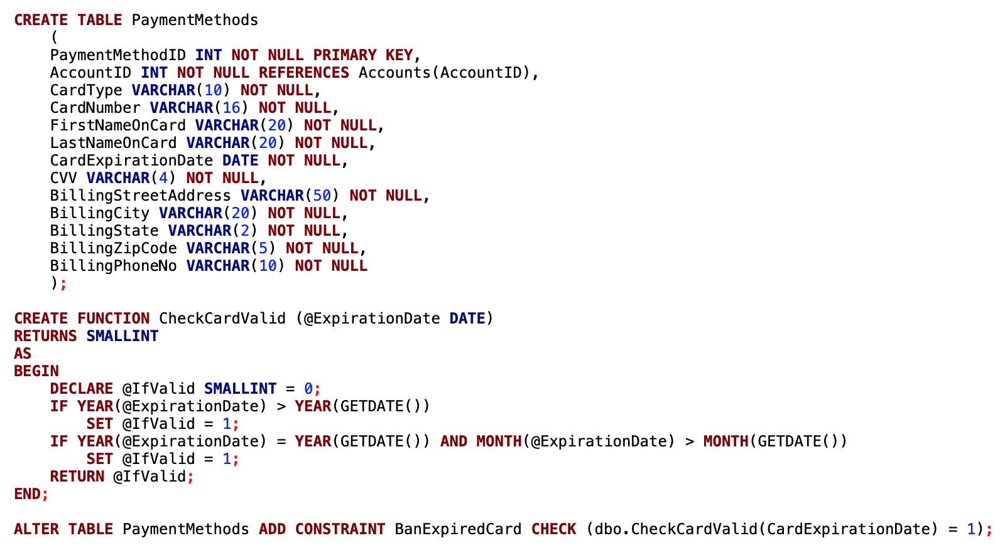 CREATE TABLE PaymentMethods
(
PaymentMethodID INT NOT NULL PRIMARY KEY,
AccountID INT NOT NULL REFERENCES Accounts(AccountID),
CardType VARCHAR(10) NOT NULL,
CardNumber VARCHAR(16) NOT NULL,
FirstNameOnCard VARCHAR(20) NOT NULL,
LastNameOnCard VARCHAR(20) NOT NULL,
CardExpirationDate DATE NOT NULL,
CVV VARCHAR(4) NOT NULL,
BillingStreetAddress VARCHAR(50) NOT NULL,
BillingCity VARCHAR(20) NOT NULL,
BillingState VARCHAR(2) NOT NULL,
BillingZipCode VARCHAR(5) NOT NULL,
BillingPhoneNo VARCHAR(10) NOT NULL
);
CREATE FUNCTION CheckCardValid (@ExpirationDate DATE)
RETURNS SMALLINT
AS
BEGIN
DECLARE @IfValid SMALLINT = 0;
IF YEAR(@ExpirationDate) > YEAR(GETDATE())
SET @IfValid = 1;
IF YEAR(@ExpirationDate) = YEAR(GETDATE()) AND MONTH(@ExpirationDate) > MONTH(GETDATE())
SET @IfValid = 1;
RETURN @IfValid;
END;
ALTER TABLE PaymentMethods ADD CONSTRAINT BanExpiredCard CHECK (dbo.CheckCardValid(CardExpirationDate) = 1);